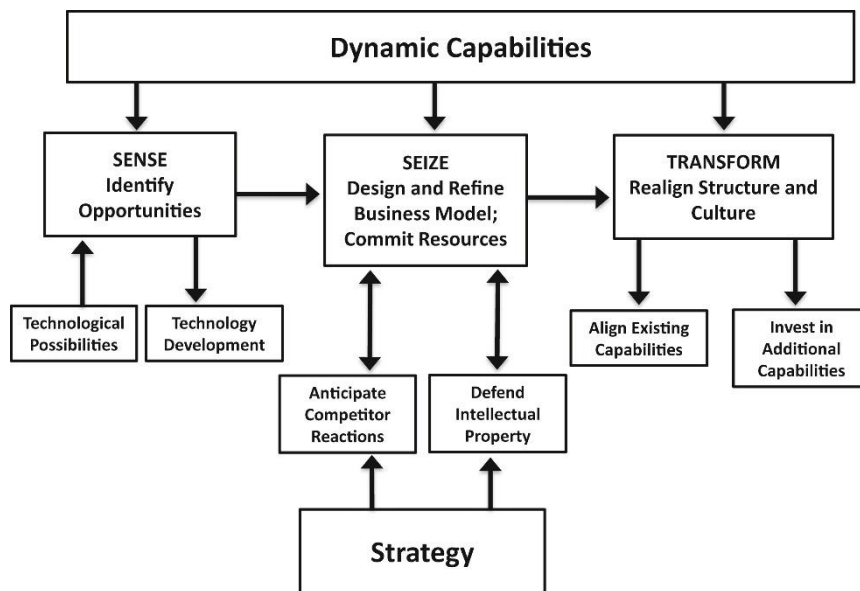 Dynamic Capabilities
SENSE
Identify
Opportunities
SEIZE
Design and Refine
Business Model;
Commit Resources
TRANSFORM
Realign Structure and
Culture
Technological
Possibilities
Technology
Development
Align Existing
Capabilities
Invest in
Additional
Capabilities
Anticipate
Competitor
Reactions
Defend
Intellectual
Property
Strategy